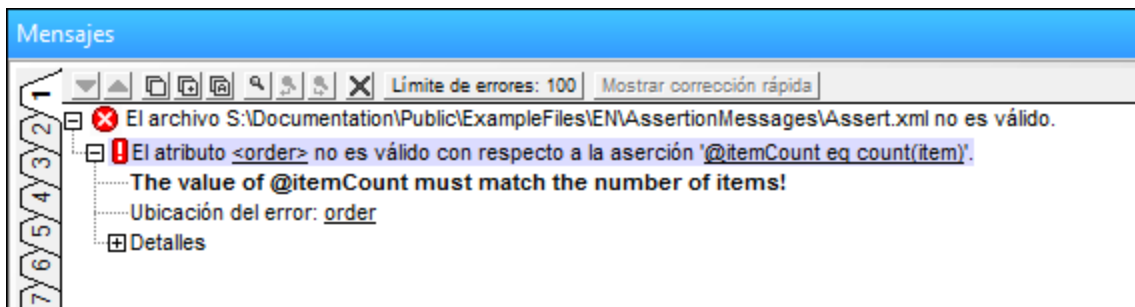 Mensajes
Límite de errores: 100 Mostrar corrección rápida
El archivo S:\Documentation\Public\ExampleFiles\EN\AssertionMessages\Assert.xml no es válido.
El atributo <order> no es válido con respecto a la aserción '@itemCount eq count(item)'.
The value of @itemCount must match the number of items!
Ubicación del error: order
Detalles
1
2
3
4
5
6
7